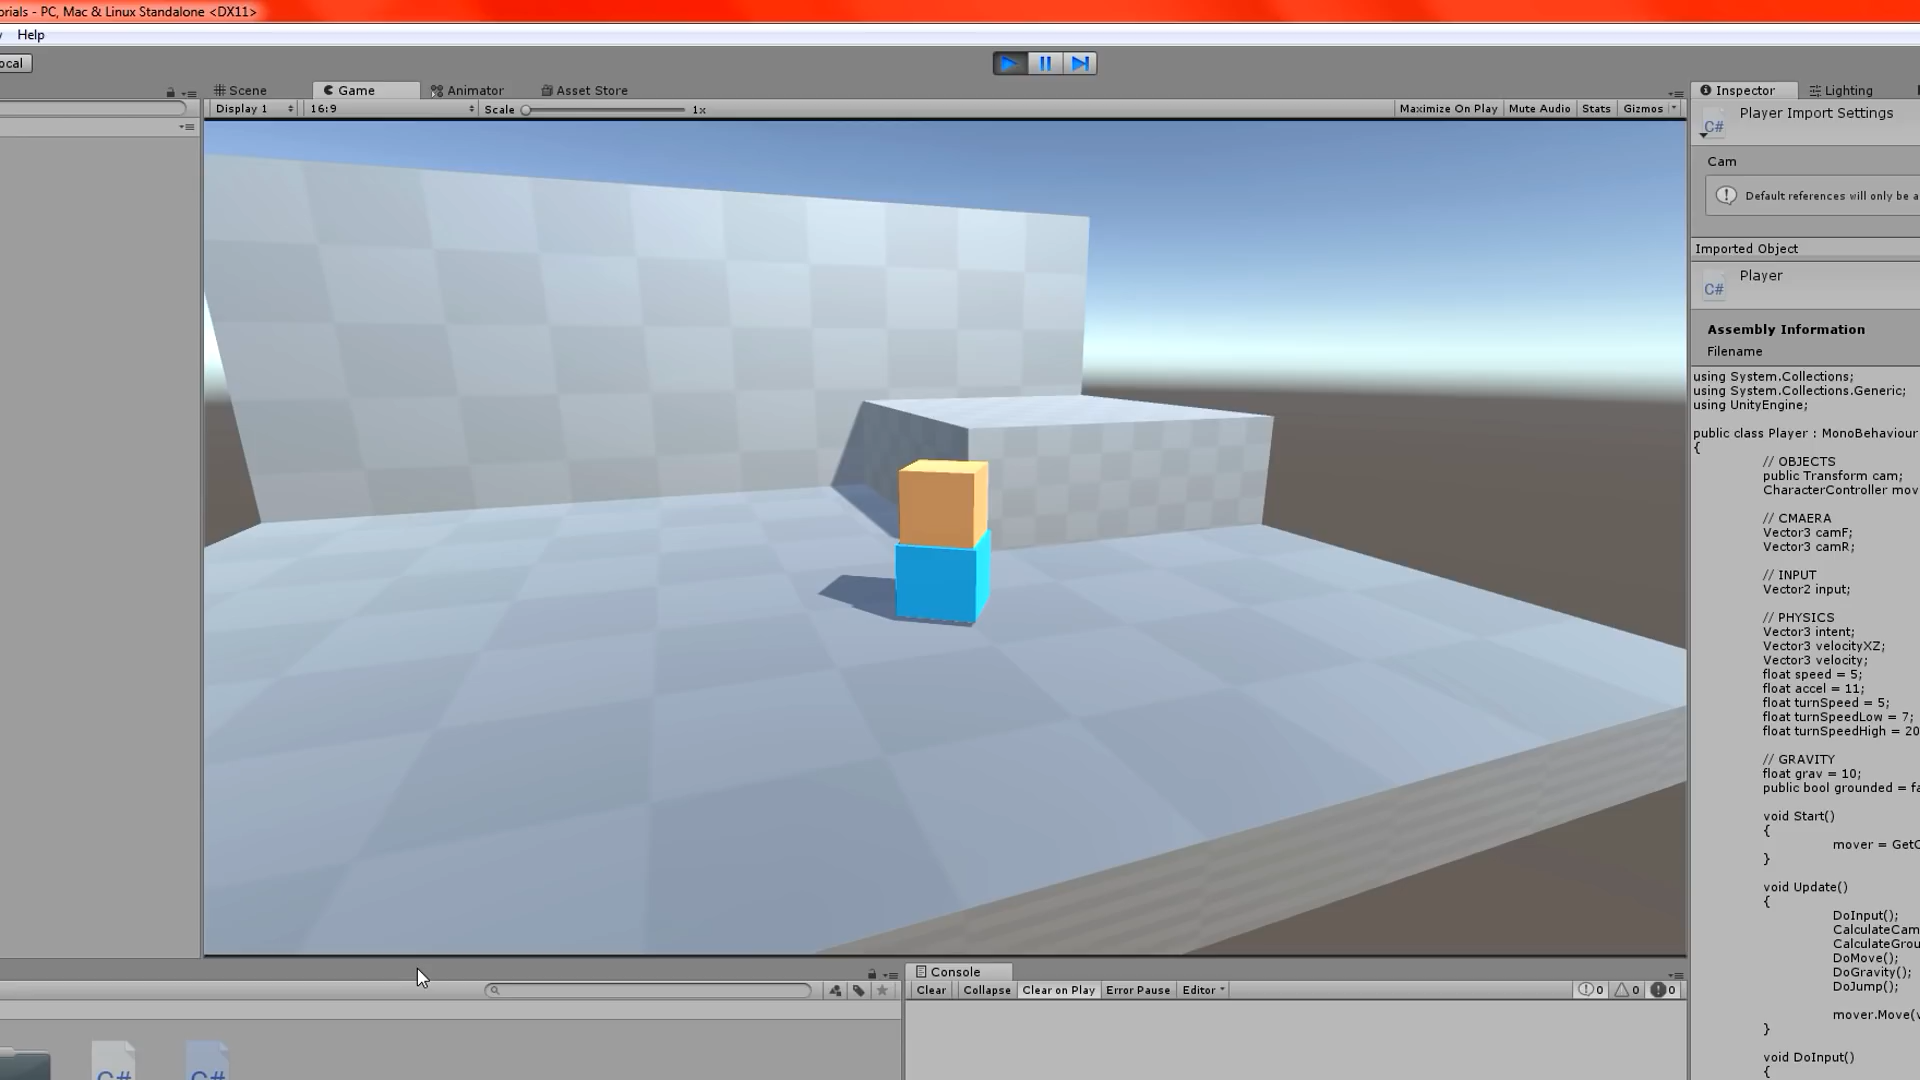 orials - PC, Mac & Linux Standalone <DX11>
Help
ocal
Scene
Game
Animator
Asset Store
Display 1
16:9
Scale
1x
Maximize On Play
Mute Audio
Stats
Gizmos
Inspector
Lighting
C#
Player Import Settings
Cam
Default references will only be a
Imported Object
C#
Player
Assembly Information
Filename
using System.Collections;
using System.Collections.Generic;
using UnityEngine;
public class Player : MonoBehaviour
{
// OBJECTS
public Transform cam;
CharacterController mov
// CMAERA
Vector3 camF;
Vector3 camR;
// INPUT
Vector2 input;
// PHYSICS
Vector3 intent;
Vector3 velocityXZ;
Vector3 velocity;
float speed = 5;
float accel = 11;
float turnSpeed = 5;
float turnSpeedLow = 7;
float turnSpeedHigh = 20
// GRAVITY
float grav = 10;
public bool grounded = fa
void Start()
{
mover = GetC
}
void Update()
{
DoInput();
CalculateCam
CalculateGrou
DoMove();
DoGravity();
DoJump();
mover.Move(v
}
void DoInput()
{
Console
Clear
Collapse
Clear on Play
Error Pause
Editor
0
0
0
C#
C#